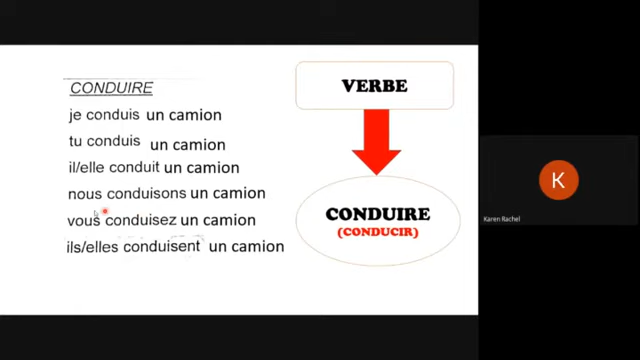 CONDUIRE
je conduis un camion
tu conduis un camion
il/elle conduit un camion
nous conduisons un camion
vous conduisez un camion
ils/elles conduisent un camion
VERBE
CONDUIRE
(CONDUCIR)
K
Karen Rachel